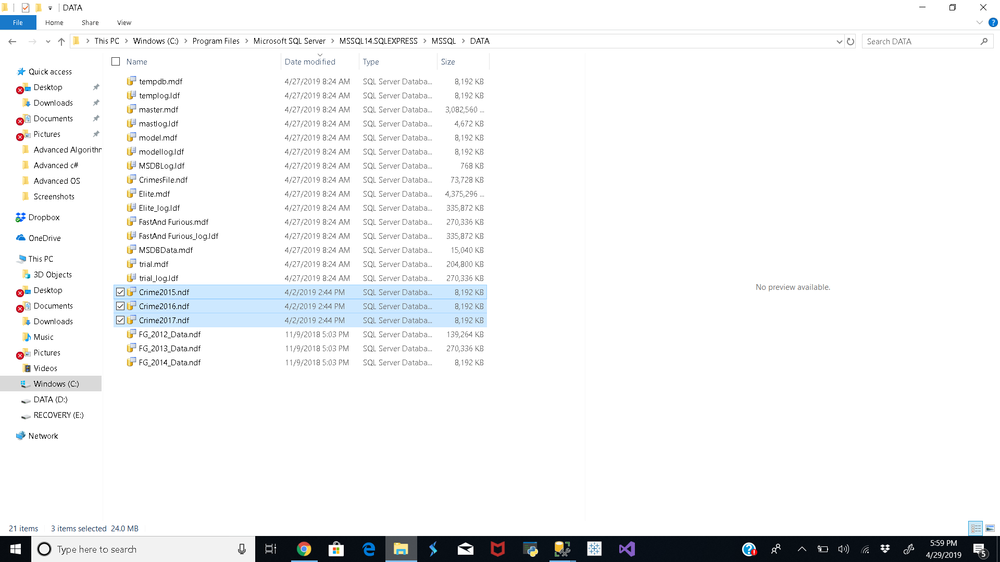 DATA
File Home Share View
This PC Windows (C:) Program Files Microsoft SQL Server MSSQL14.SQLEXPRESS MSSQL DATA
Search DATA
Name Date modified Type Size
Quick access
Desktop
Downloads
Documents
Pictures
Advanced Algorithr
Advanced c#
Advanced OS
Screenshots
Dropbox
OneDrive
This PC
3D Objects
Desktop
Documents
Downloads
Music
Pictures
Videos
Windows (C:)
DATA (D:)
RECOVERY (E:)
Network
tempdb.mdf 4/27/2019 8:24 AM SQL Server Databa... 8,192 KB
templog.ldf 4/27/2019 8:24 AM SQL Server Databa... 8,192 KB
master.mdf 4/27/2019 8:24 AM SQL Server Databa... 3,082,560 ...
mastlog.ldf 4/27/2019 8:24 AM SQL Server Databa... 4,672 KB
model.mdf 4/27/2019 8:24 AM SQL Server Databa... 8,192 KB
modellog.ldf 4/27/2019 8:24 AM SQL Server Databa... 8,192 KB
MSDBLog.ldf 4/27/2019 8:24 AM SQL Server Databa... 768 KB
CrimesFile.ndf 4/27/2019 8:24 AM SQL Server Databa... 73,728 KB
Elite.mdf 4/27/2019 8:24 AM SQL Server Databa... 4,375,296 ...
Elite_log.ldf 4/27/2019 8:24 AM SQL Server Databa... 335,872 KB
FastAnd Furious.mdf 4/27/2019 8:24 AM SQL Server Databa... 270,336 KB
FastAnd Furious_log.ldf 4/27/2019 8:24 AM SQL Server Databa... 335,872 KB
MSDBData.mdf 4/27/2019 8:24 AM SQL Server Databa... 15,040 KB
trial.mdf 4/27/2019 8:24 AM SQL Server Databa... 204,800 KB
trial_log.ldf 4/27/2019 8:24 AM SQL Server Databa... 270,336 KB
Crime2015.ndf 4/2/2019 2:44 PM SQL Server Databa... 8,192 KB
Crime2016.ndf 4/2/2019 2:44 PM SQL Server Databa... 8,192 KB
Crime2017.ndf 4/2/2019 2:44 PM SQL Server Databa... 8,192 KB
FG_2012_Data.ndf 11/9/2018 5:03 PM SQL Server Databa... 139,264 KB
FG_2013_Data.ndf 11/9/2018 5:03 PM SQL Server Databa... 270,336 KB
FG_2014_Data.ndf 11/9/2018 5:03 PM SQL Server Databa... 8,192 KB
No preview available.
21 items 3 items selected 24.0 MB
Type here to search
5:59 PM
4/29/2019
5